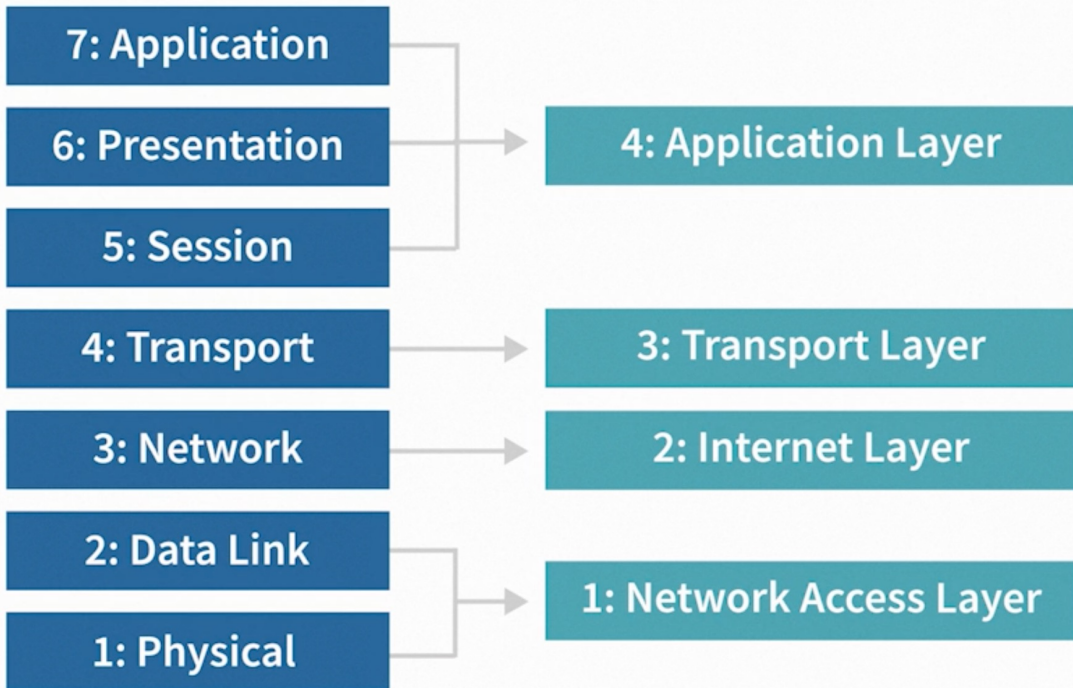 7: Application
6: Presentation
4: Application Layer
5: Session
4: Transport
3: Transport Layer
3: Network
2: Internet Layer
2: Data Link
1: Network Access Layer
1: Physical